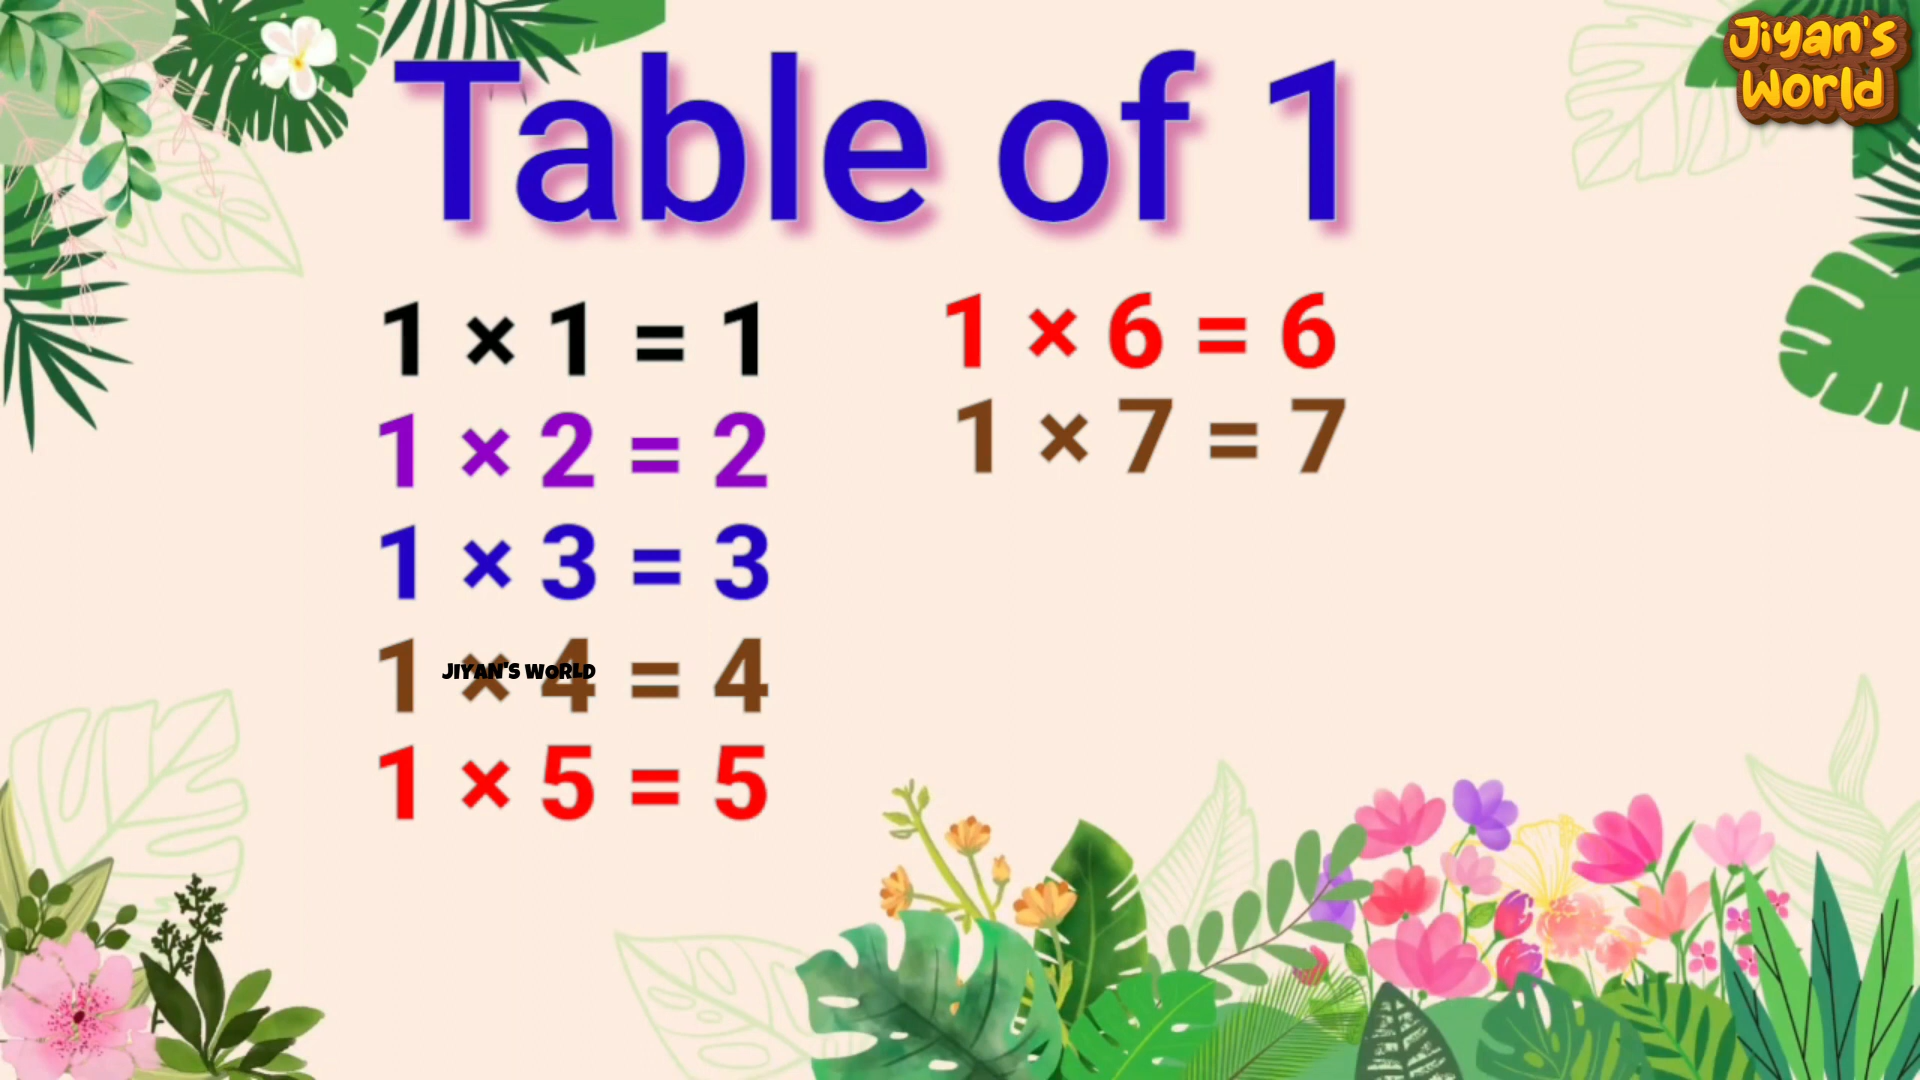 Jiyan's
World
Table of 1
1 × 1 = 1
1 × 2 = 2
1 × 3 = 3
1 × 4 = 4
JIYAN'S WORLD
1 × 5 = 5
1 × 6 = 6
1 × 7 = 7